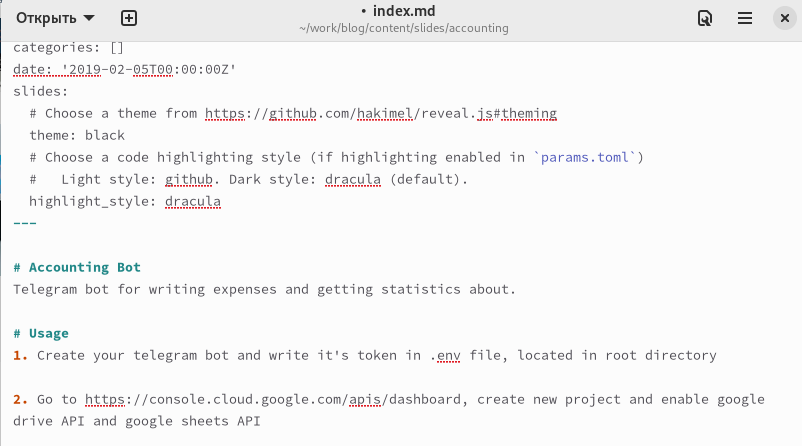 Открыть
• index.md
~/work/blog/content/slides/accounting
categories: []
date: '2019-02-05T00:00:00Z'
slides:
# Choose a theme from https://github.com/hakimel/reveal.js#theming
theme: black
# Choose a code highlighting style (if highlighting enabled in `params.toml`)
#   Light style: github. Dark style: dracula (default).
highlight_style: dracula
---
# Accounting Bot
Telegram bot for writing expenses and getting statistics about.
# Usage
1. Create your telegram bot and write it's token in .env file, located in root directory
2. Go to https://console.cloud.google.com/apis/dashboard, create new project and enable google
drive API and google sheets API